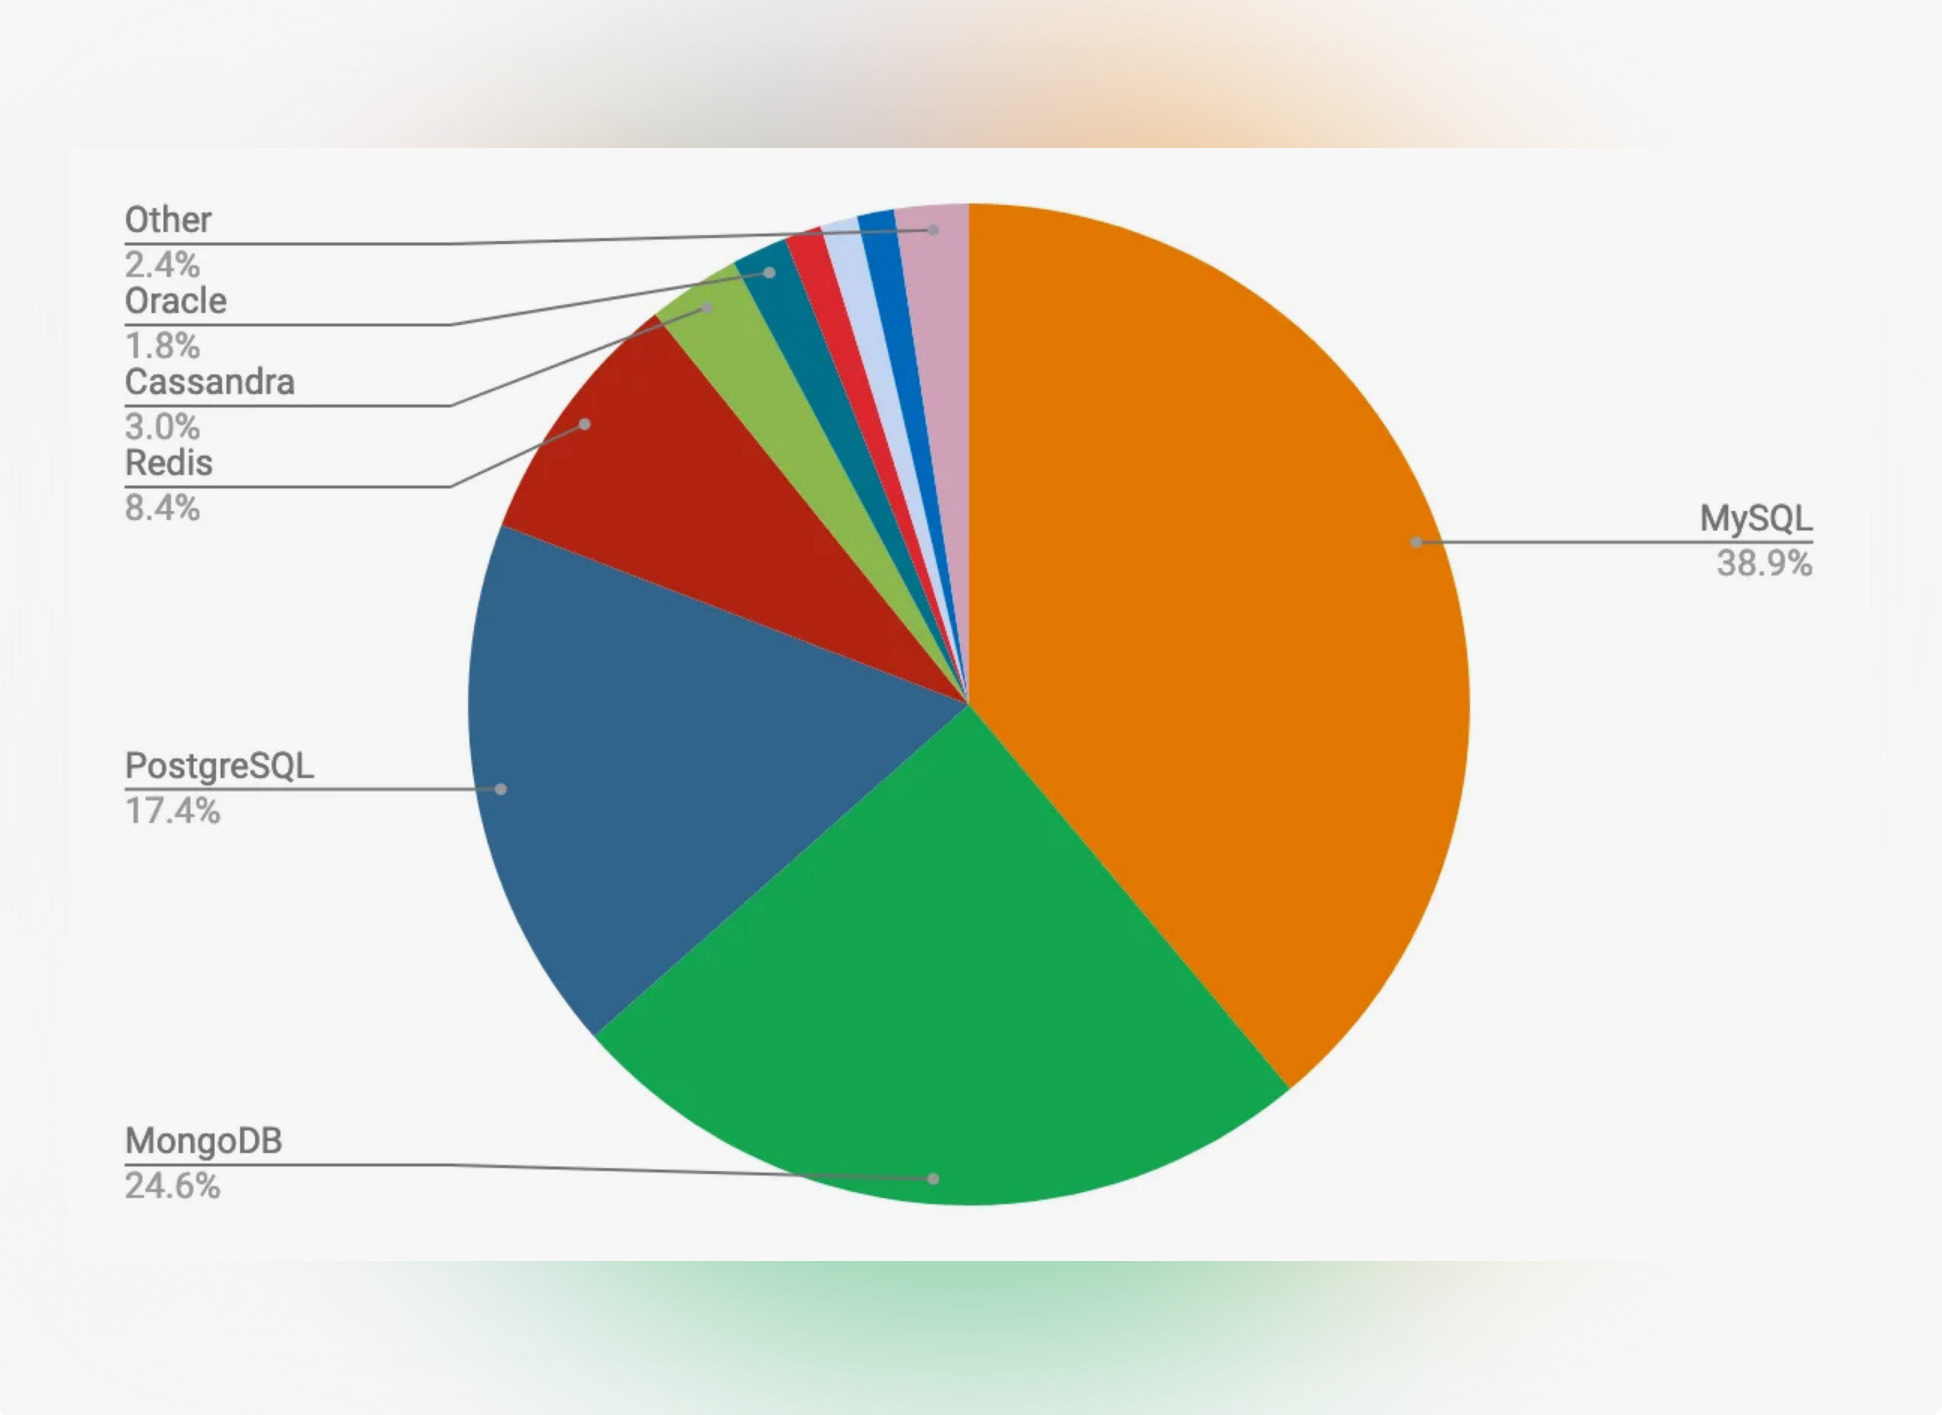 Other
2.4%
Oracle
1.8%
Cassandra
3.0%
Redis
8.4%
MySQL
38.9%
PostgreSQL
17.4%
MongoDB
24.6%